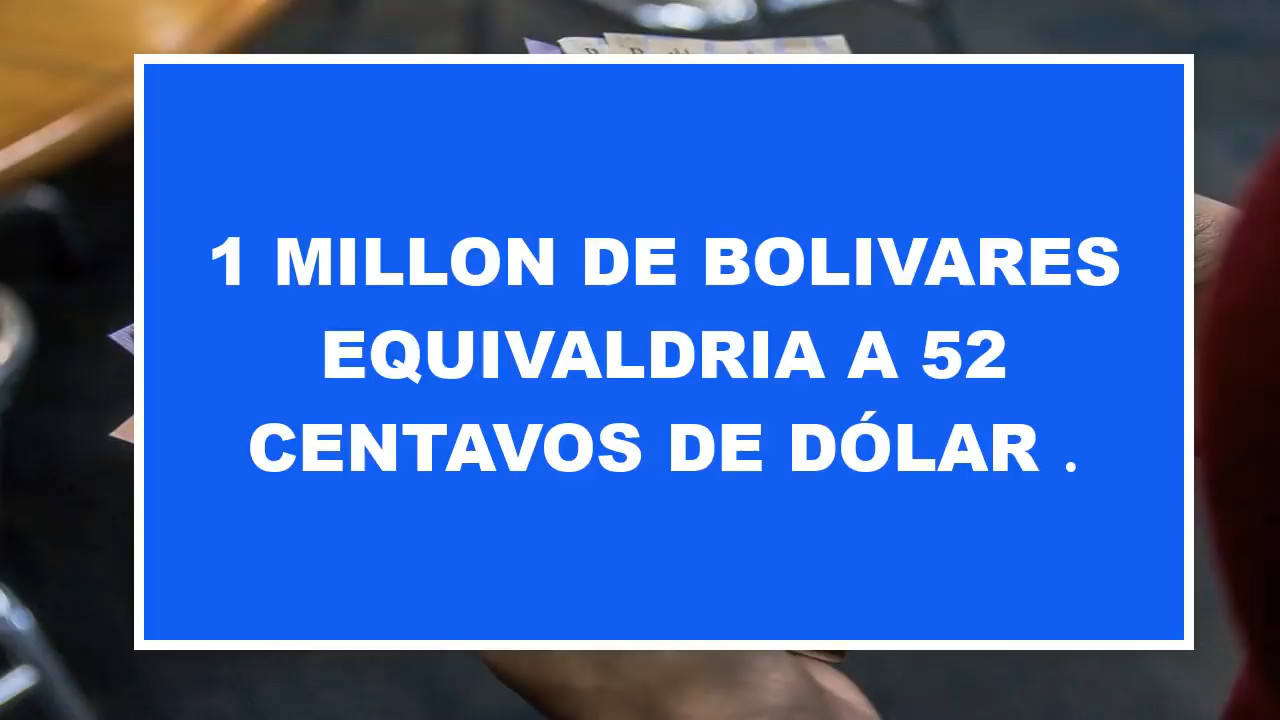 1 MILLON DE BOLIVARES
EQUIVALDRIA A 52
CENTAVOS DE DÓLAR .